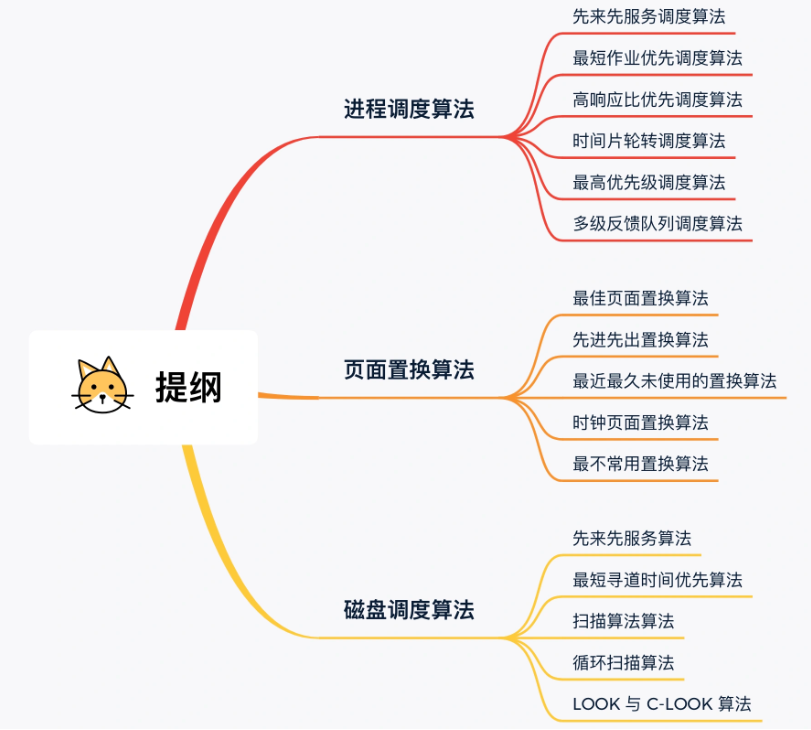 提纲
进程调度算法
先来先服务调度算法
最短作业优先调度算法
高响应比优先调度算法
时间片轮转调度算法
最高优先级调度算法
多级反馈队列调度算法
页面置换算法
最佳页面置换算法
先进先出置换算法
最近最久未使用的置换算法
时钟页面置换算法
最不常用置换算法
磁盘调度算法
先来先服务算法
最短寻道时间优先算法
扫描算法算法
循环扫描算法
LOOK 与 C-LOOK 算法